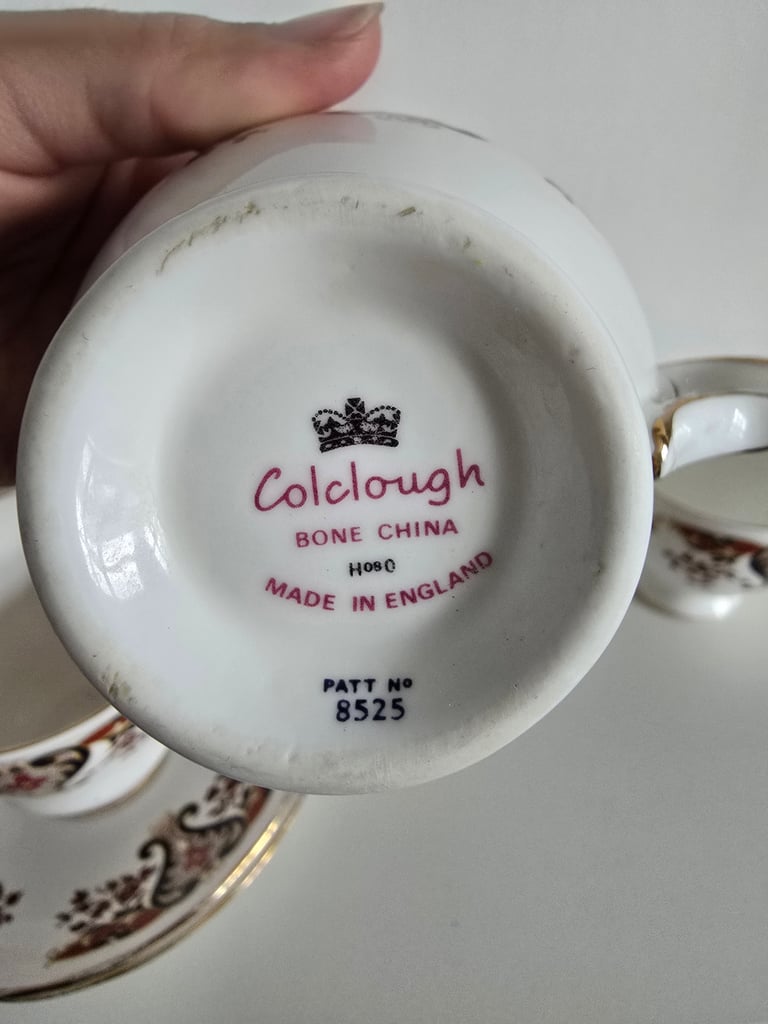 Colclough
BONE CHINA
H080
MADE IN ENGLAND
PATT Nº
8525